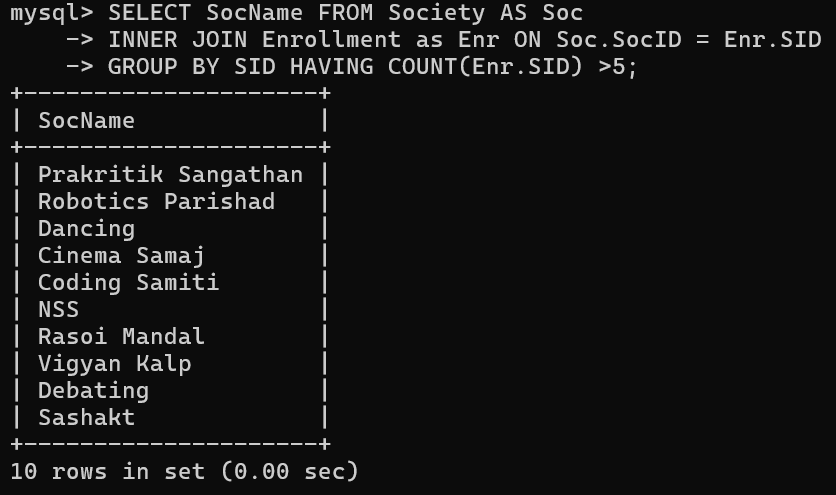 mysql> SELECT SocName FROM Society AS Soc
    -> INNER JOIN Enrollment as Enr ON Soc.SocID = Enr.SID
    -> GROUP BY SID HAVING COUNT(Enr.SID) >5;
+---------------------+
| SocName             |
+---------------------+
| Prakritik Sangathan |
| Robotics Parishad   |
| Dancing             |
| Cinema Samaj        |
| Coding Samiti       |
| NSS                 |
| Rasoi Mandal        |
| Vigyan Kalp         |
| Debating            |
| Sashakt             |
+---------------------+
10 rows in set (0.00 sec)